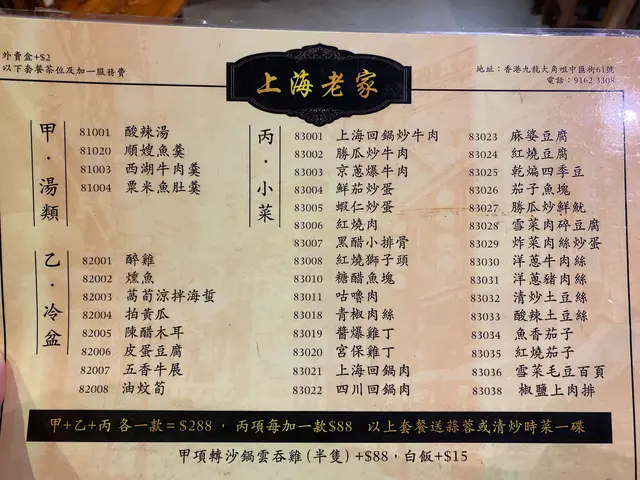 外賣盒+$2
以下套餐茶位及加一服務費
上海老家
地址：香港九龍大角咀中匯街61號
電話：9162 3308
甲·湯類
81001 酸辣湯
81020 順嫂魚羹
81003 西湖牛肉羹
81004 粟米魚肚羹
乙·冷盆
82001 醉雞
82002 燻魚
82003 萵筍涼拌海蜇
82004 拍黃瓜
82005 陳醋木耳
82006 皮蛋豆腐
82007 五香牛展
82008 油炆筍
丙·小菜
83001 上海回鍋炒牛肉
83002 勝瓜炒牛肉
83003 京蔥爆牛肉
83004 鮮茄炒蛋
83005 蝦仁炒蛋
83006 紅燒肉
83007 黑醋小排骨
83008 紅燒獅子頭
83010 糖醋魚塊
83011 咕嚕肉
83018 青椒肉絲
83019 醬爆雞丁
83020 宮保雞丁
83021 上海回鍋肉
83022 四川回鍋肉
83023 麻婆豆腐
83024 紅燒豆腐
83025 乾煸四季豆
83026 茄子魚塊
83027 勝瓜炒鮮魷
83028 雪菜肉碎豆腐
83029 炸菜肉絲炒蛋
83030 洋蔥牛肉絲
83031 洋蔥豬肉絲
83032 清炒土豆絲
83033 酸辣土豆絲
83034 魚香茄子
83035 紅燒茄子
83036 雪菜毛豆百頁
83038 椒鹽上肉排
甲+乙+丙 各一款=$288，丙項每加一款$88 以上套餐送蒜蓉或清炒時菜一碟
甲項轉沙鍋雲吞雞(半隻)+$88，白飯+$15